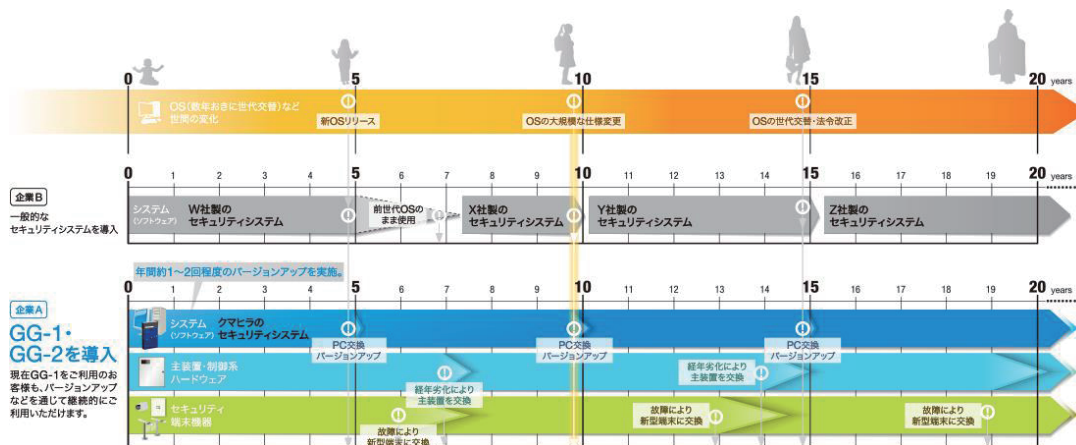 0 5 10 15 20 years
OS(数年おきに世代交替)など
世間の変化
新OSリリース
OSの大規模な仕様変更
OSの世代交替・法令改正
0 1 2 3 4 5 6 7 8 9 10 11 12 13 14 15 16 17 18 19 20 years
企業B
一般的な
セキュリティシステムを導入
システム
(ソフトウェア)
W社製の
セキュリティシステム
前世代OSの
まま使用
X社製の
セキュリティシステム
Y社製の
セキュリティシステム
Z社製の
セキュリティシステム
年間約1〜2回程度のバージョンアップを実施。
0 1 2 3 4 5 6 7 8 9 10 11 12 13 14 15 16 17 18 19 20 years
企業A
GG-1・
GG-2を導入
現在GG-1をご利用のお
客様も、バージョンアップ
などを通じて継続的にご
利用いただけます。
システム
(ソフトウェア)
クマヒラの
セキュリティシステム
PC交換
バージョンアップ
PC交換
バージョンアップ
PC交換
バージョンアップ
主装置・制御系
ハードウェア
経年劣化により
主装置を交換
経年劣化により
主装置を交換
セキュリティ
端末機器
故障により
新型端末に交換
故障により
新型端末に交換
故障により
新型端末に交換